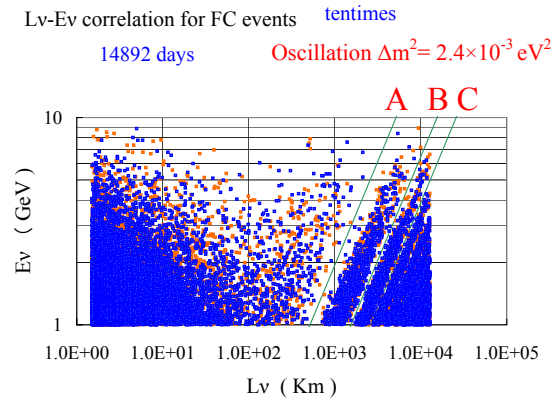 Lν-Eν correlation for FC events tentimes
14892 days Oscillation Δm²= 2.4×10⁻³ eV²
A B C
10
1
Eν ( GeV )
1.0E+00 1.0E+01 1.0E+02 1.0E+03 1.0E+04 1.0E+05
Lν ( Km )